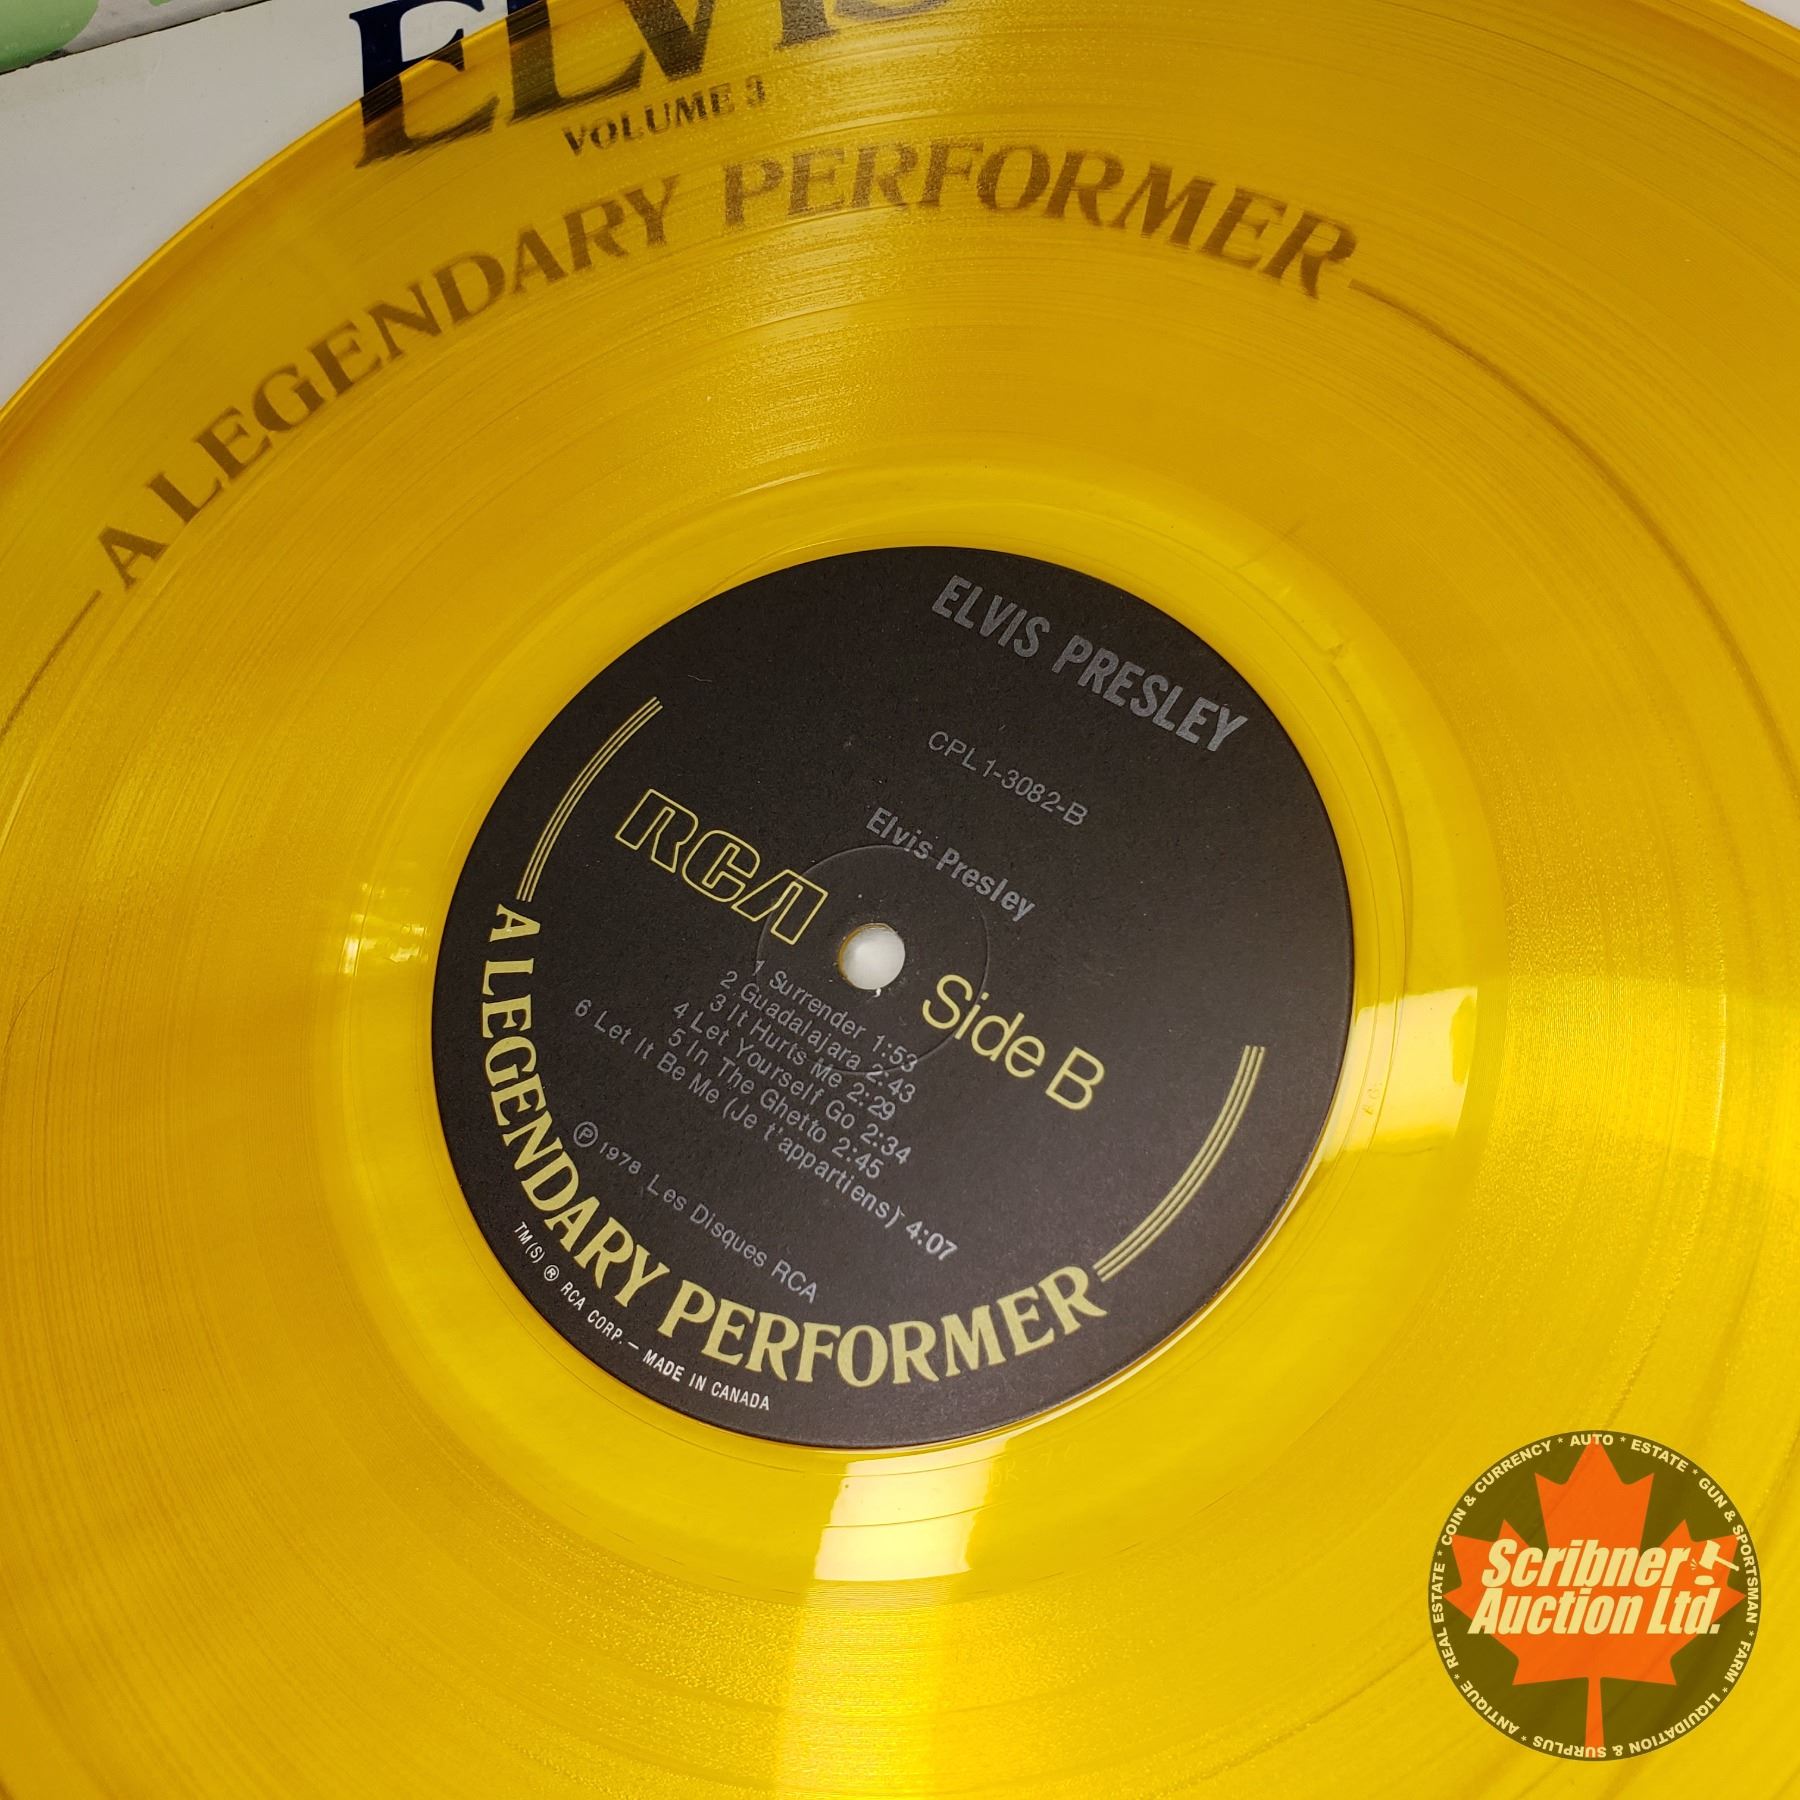 ELVIS
VOLUME 3
A LEGENDARY PERFORMER
ELVIS PRESLEY
CPL1-3082-B
Elvis Presley
RCA
Side B
1 Surrender 1:53
2 Guadalajara 2:43
3 It Hurts Me 2:29
4 Let Yourself Go 2:34
5 In The Ghetto 2:45
6 Let It Be Me (Je t'appartiens) 4:07
℗ 1978 Les Disques RCA
A LEGENDARY PERFORMER
TM(S) ® RCA CORP. — MADE IN CANADA
Scribner
Auction Ltd.
REAL ESTATE * COIN & CURRENCY * AUTO * ESTATE * GUN & SPORTSMAN * FARM * LIQUIDATION & SURPLUS * ANTIQUE *